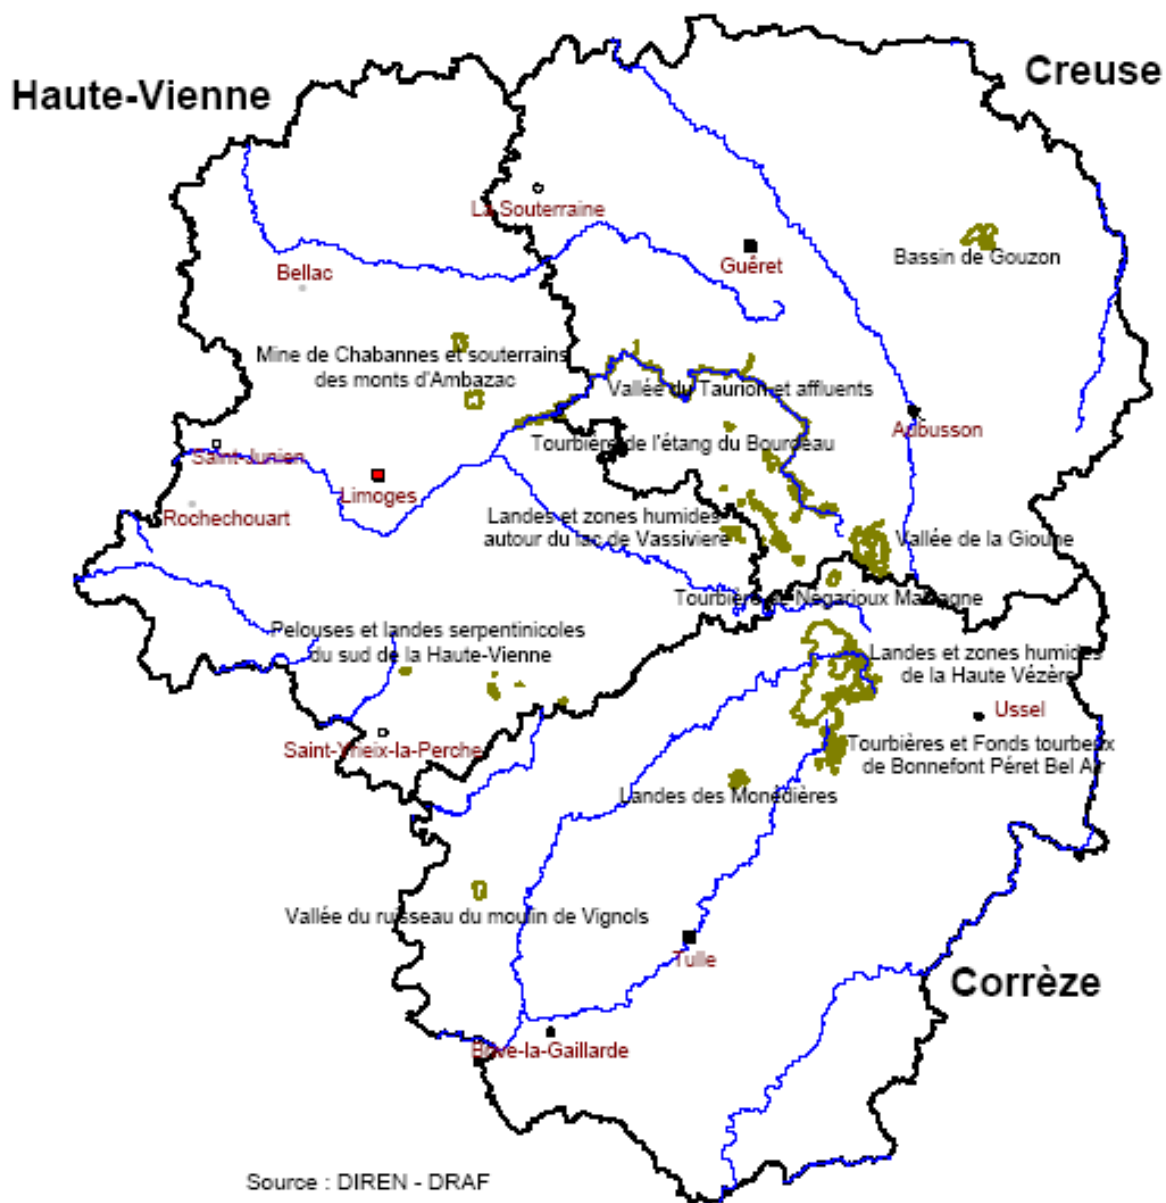 Haute-Vienne
Creuse
La Souterraine
Guéret
Bassin de Gouzon
Bellac
Mine de Chabannes et souterrains
des monts d'Ambazac
Vallée du Taurion et affluents
Aubusson
Tourbière de l'étang du Bourdeau
Saint-Junien
Limoges
Rochechouart
Landes et zones humides
autour du lac de Vassiviere
Vallée de la Gioune
Tourbière de Négarioux Malsagne
Pelouses et landes serpentinicoles
du sud de la Haute-Vienne
Landes et zones humides
de la Haute Vézère
Ussel
Saint-Yrieix-la-Perche
Tourbières et Fonds tourbeux
de Bonnefont Péret Bel Air
Landes des Monédières
Vallée du ruisseau du moulin de Vignols
Tulle
Corrèze
Brive-la-Gaillarde
Source : DIREN - DRAF